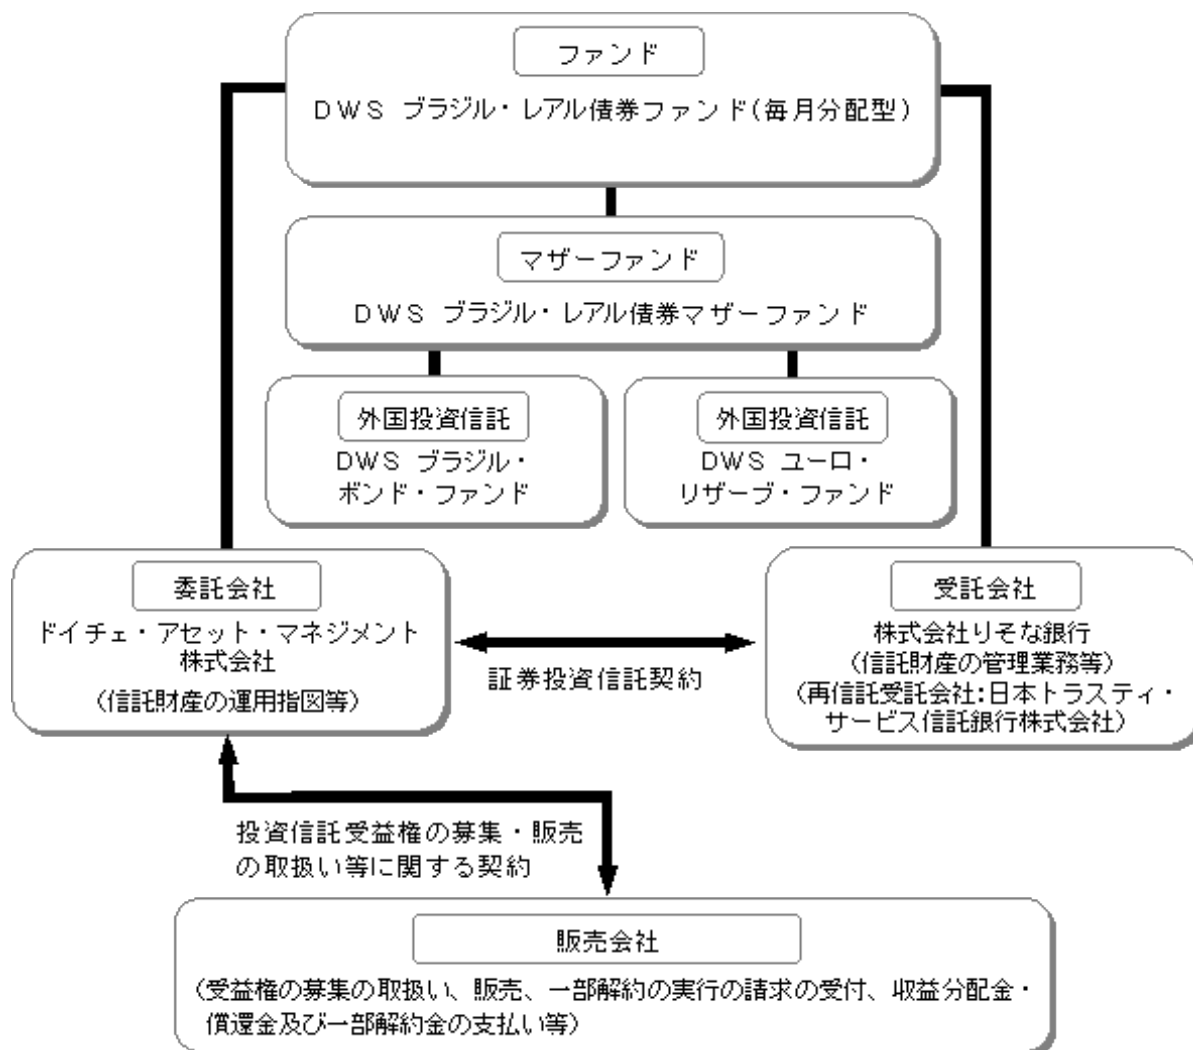 ファンド
DWS ブラジル・レアル債券ファンド(毎月分配型)
マザーファンド
DWS ブラジル・レアル債券マザーファンド
外国投資信託
DWS ブラジル・
ボンド・ファンド
外国投資信託
DWS ユーロ・
リザーブ・ファンド
委託会社
ドイチェ・アセット・マネジメント
株式会社
(信託財産の運用指図等)
証券投資信託契約
受託会社
株式会社りそな銀行
(信託財産の管理業務等)
(再信託受託会社:日本トラスティ・
サービス信託銀行株式会社)
投資信託受益権の募集・販売
の取扱い等に関する契約
販売会社
(受益権の募集の取扱い、販売、一部解約の実行の請求の受付、収益分配金・
償還金及び一部解約金の支払い等)